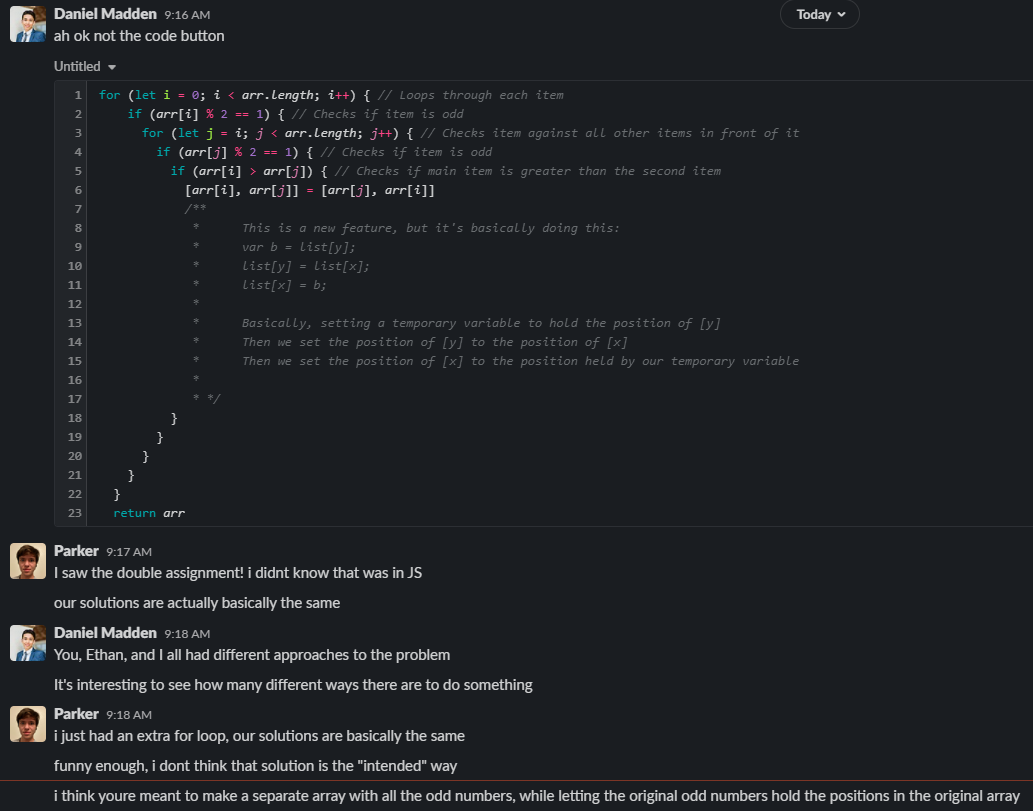 Daniel Madden 9:16 AM
Today
ah ok not the code button
Untitled
1 for (let i = 0; i < arr.length; i++) { // Loops through each item
2 if (arr[i] % 2 == 1) { // Checks if item is odd
3 for (let j = i; j < arr.length; j++) { // Checks item against all other items in front of it
4 if (arr[j] % 2 == 1) { // Checks if item is odd
5 if (arr[i] > arr[j]) { // Checks if main item is greater than the second item
6 [arr[i], arr[j]] = [arr[j], arr[i]]
7 /**
8 * This is a new feature, but it's basically doing this:
9 * var b = list[y];
10 * list[y] = list[x];
11 * list[x] = b;
12 *
13 * Basically, setting a temporary variable to hold the position of [y]
14 * Then we set the position of [y] to the position of [x]
15 * Then we set the position of [x] to the position held by our temporary variable
16 *
17 * */
18 }
19 }
20 }
21 }
22 }
23 return arr
Parker 9:17 AM
I saw the double assignment! i didnt know that was in JS
our solutions are actually basically the same
Daniel Madden 9:18 AM
You, Ethan, and I all had different approaches to the problem
It's interesting to see how many different ways there are to do something
Parker 9:18 AM
i just had an extra for loop, our solutions are basically the same
funny enough, i dont think that solution is the "intended" way
i think youre meant to make a separate array with all the odd numbers, while letting the original odd numbers hold the positions in the original array